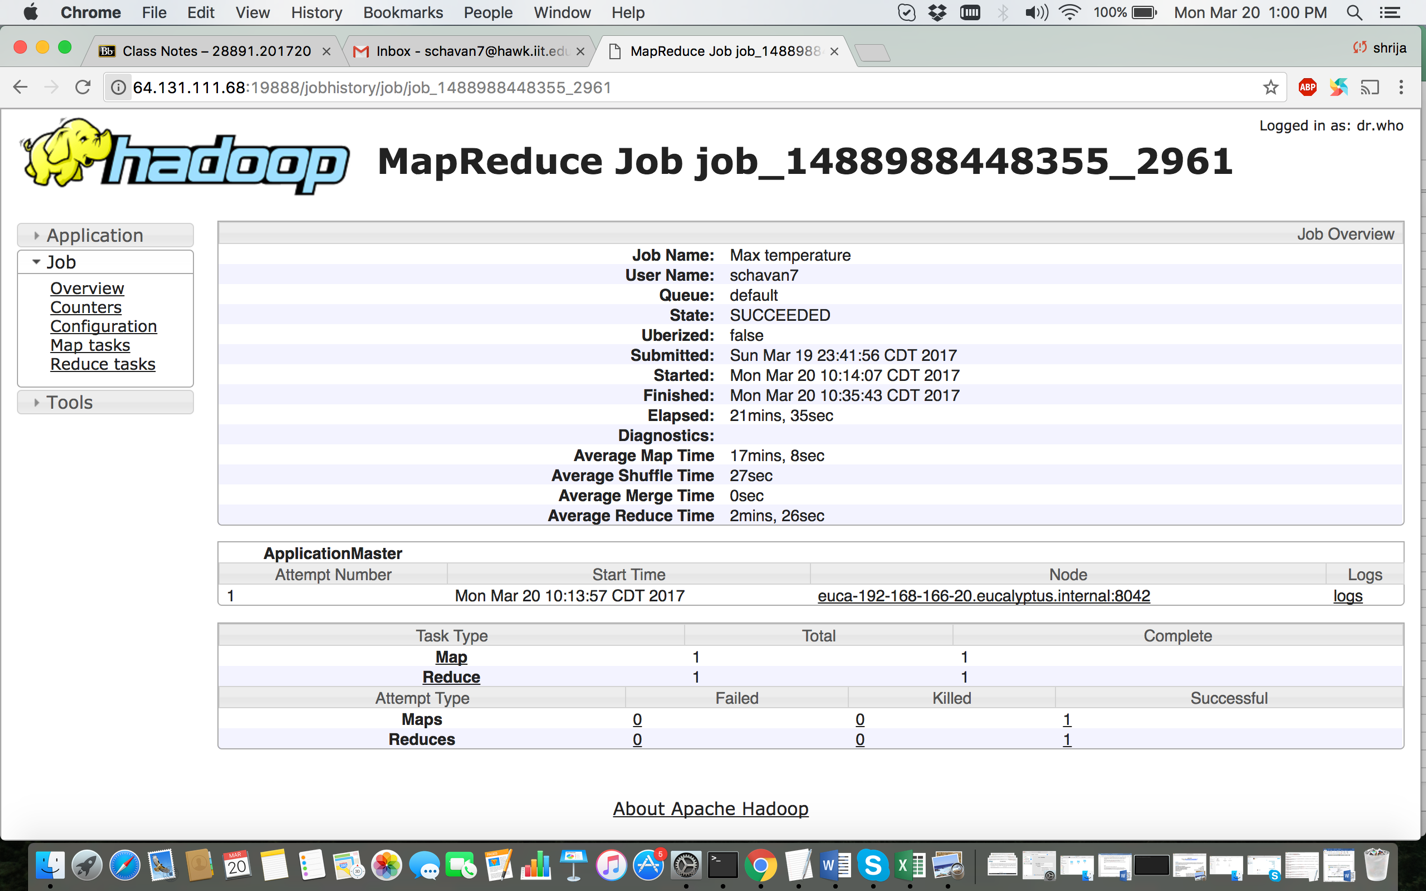 Chrome File Edit View History Bookmarks People Window Help 100% Mon Mar 20 1:00 PM
Class Notes – 28891.201720 Inbox - schavan7@hawk.iit.edu MapReduce Job job_1488988 shrija
64.131.111.68:19888/jobhistory/job/job_1488988448355_2961 ABP
Logged in as: dr.who
hadoop MapReduce Job job_1488988448355_2961
Application
Job
Overview
Counters
Configuration
Map tasks
Reduce tasks
Tools
Job Overview
Job Name: Max temperature
User Name: schavan7
Queue: default
State: SUCCEEDED
Uberized: false
Submitted: Sun Mar 19 23:41:56 CDT 2017
Started: Mon Mar 20 10:14:07 CDT 2017
Finished: Mon Mar 20 10:35:43 CDT 2017
Elapsed: 21mins, 35sec
Diagnostics:
Average Map Time 17mins, 8sec
Average Shuffle Time 27sec
Average Merge Time 0sec
Average Reduce Time 2mins, 26sec
ApplicationMaster
Attempt Number Start Time Node Logs
1 Mon Mar 20 10:13:57 CDT 2017 euca-192-168-166-20.eucalyptus.internal:8042 logs
Task Type Total Complete
Map 1 1
Reduce 1 1
Attempt Type Failed Killed Successful
Maps 0 0 1
Reduces 0 0 1
About Apache Hadoop
MAR
20
5